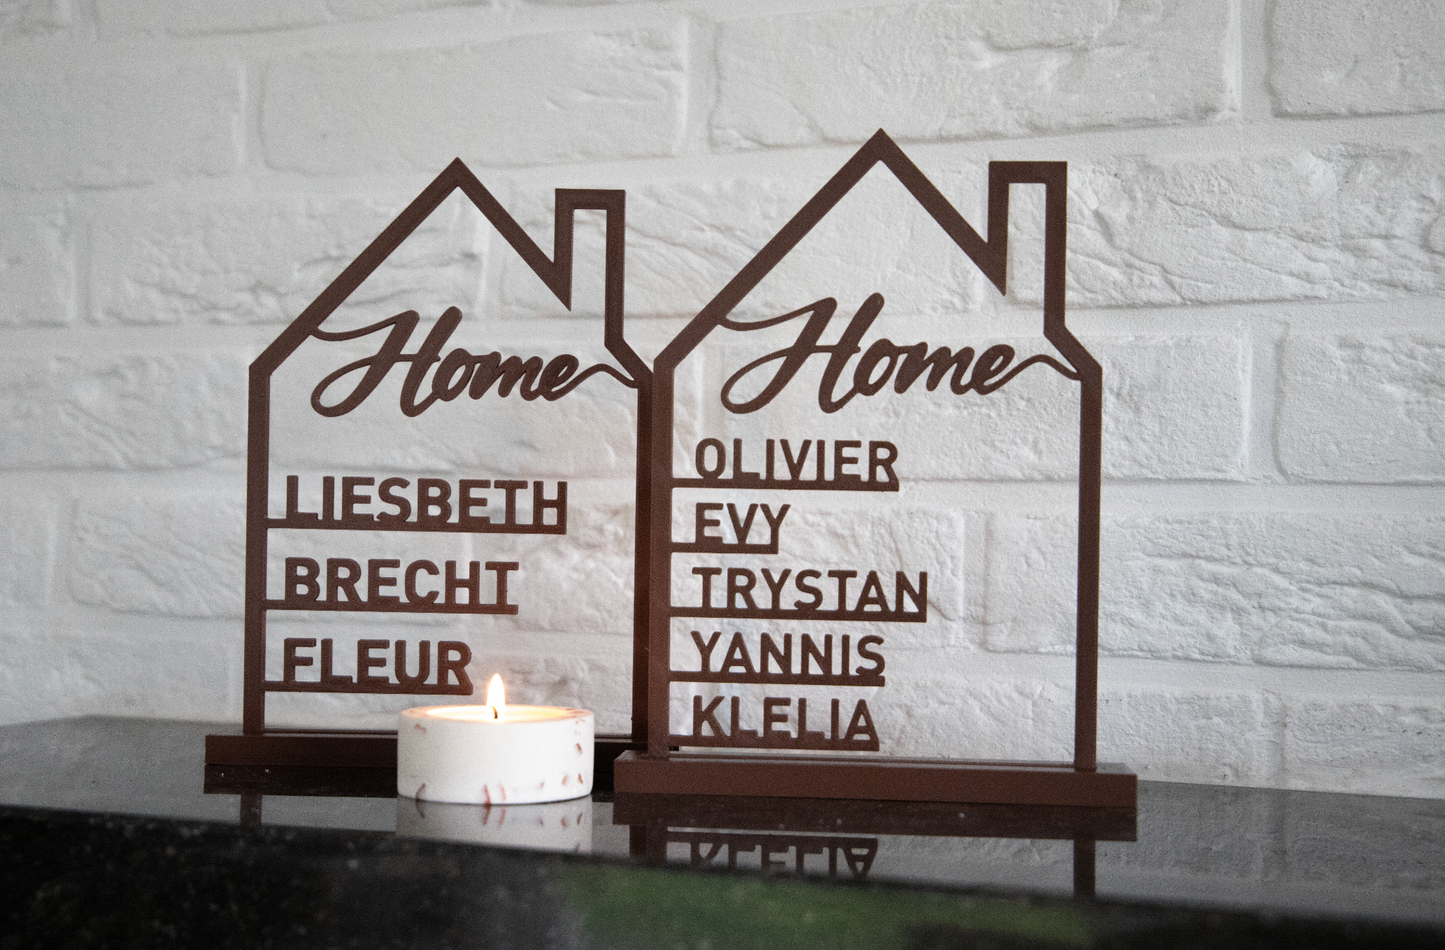 Home
LIESBETH
BRECHT
FLEUR
Home
OLIVIER
EVY
TRYSTAN
YANNIS
KLELIA